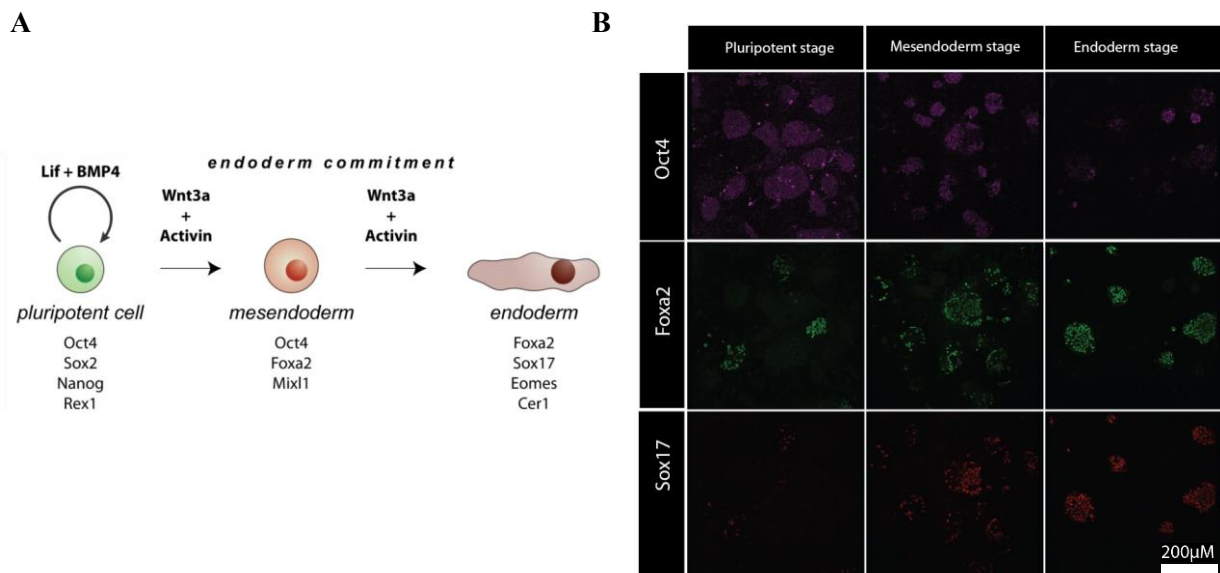 A
endoderm commitment
Lif + BMP4
Wnt3a
+
Activin
Wnt3a
+
Activin
pluripotent cell
Oct4
Sox2
Nanog
Rex1
mesendoderm
Oct4
Foxa2
Mixl1
endoderm
Foxa2
Sox17
Eomes
Cer1
B
Pluripotent stage
Mesendoderm stage
Endoderm stage
Oct4
Foxa2
Sox17
200µM